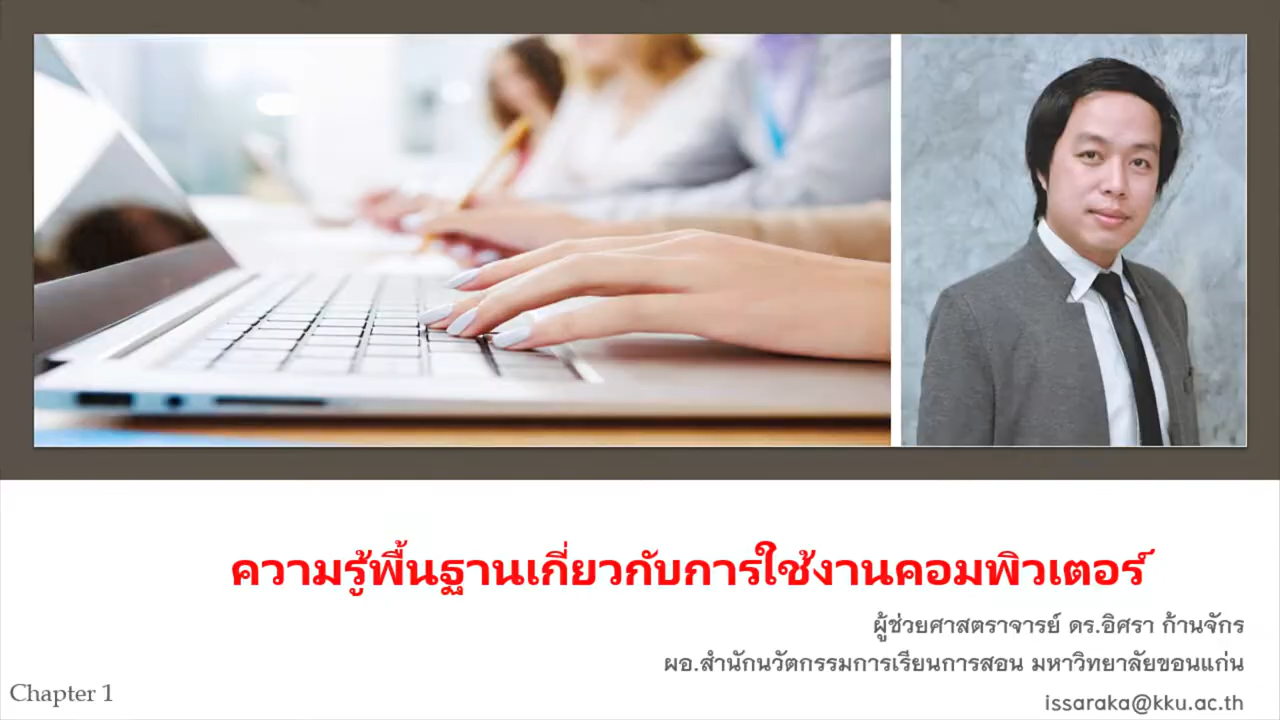 ความรู้พื้นฐานเกี่ยวกับการใช้งานคอมพิวเตอร์
ผู้ช่วยศาสตราจารย์ ดร.อิศรา ก้านจักร
ผอ.สำนักนวัตกรรมการเรียนการสอน มหาวิทยาลัยขอนแก่น
Chapter 1
issaraka@kku.ac.th